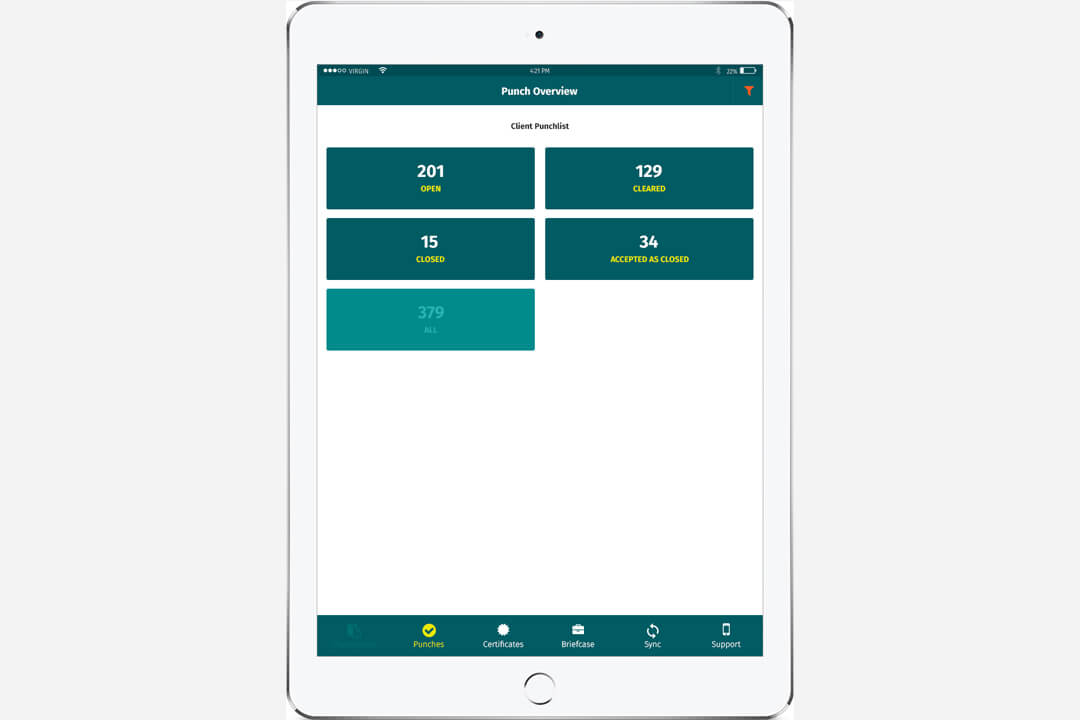 VIRGIN 4:21 PM 22%
Punch Overview
Client Punchlist
201
OPEN
129
CLEARED
15
CLOSED
34
ACCEPTED AS CLOSED
379
ALL
Punches
Certificates
Briefcase
Sync
Support